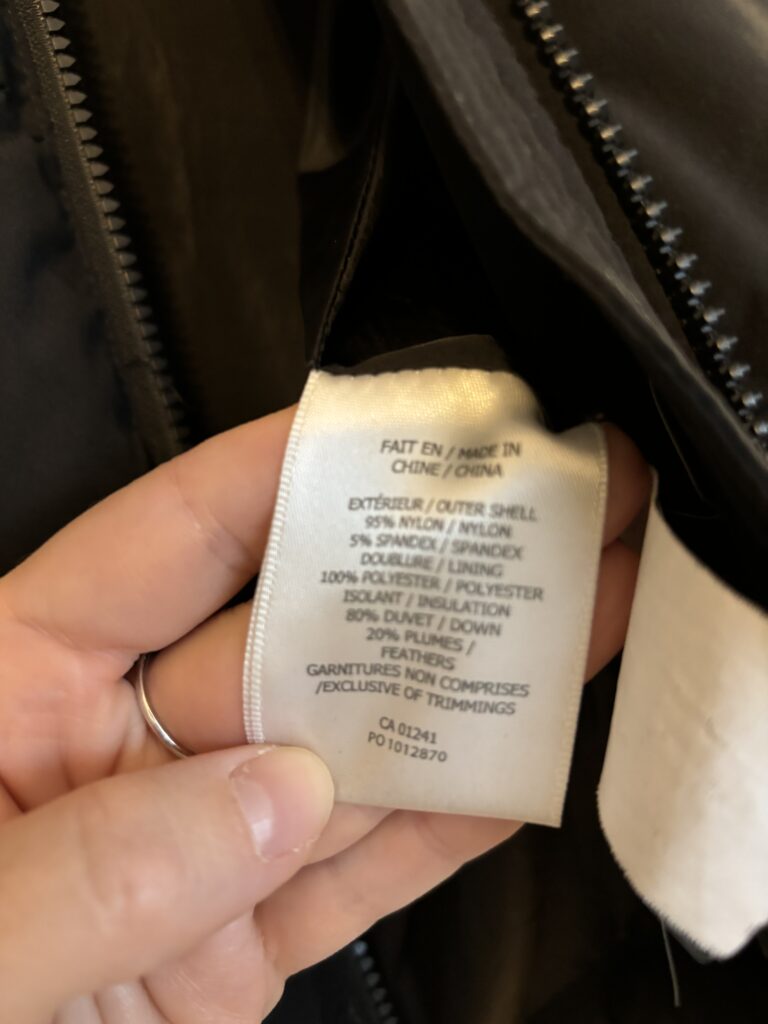 FAIT EN / MADE IN
CHINE / CHINA
EXTÉRIEUR / OUTER SHELL
95% NYLON / NYLON
5% SPANDEX / SPANDEX
DOUBLURE / LINING
100% POLYESTER / POLYESTER
ISOLANT / INSULATION
80% DUVET / DOWN
20% PLUMES /
FEATHERS
GARNITURES NON COMPRISES
/EXCLUSIVE OF TRIMMINGS
CA 01241
PO 1012870